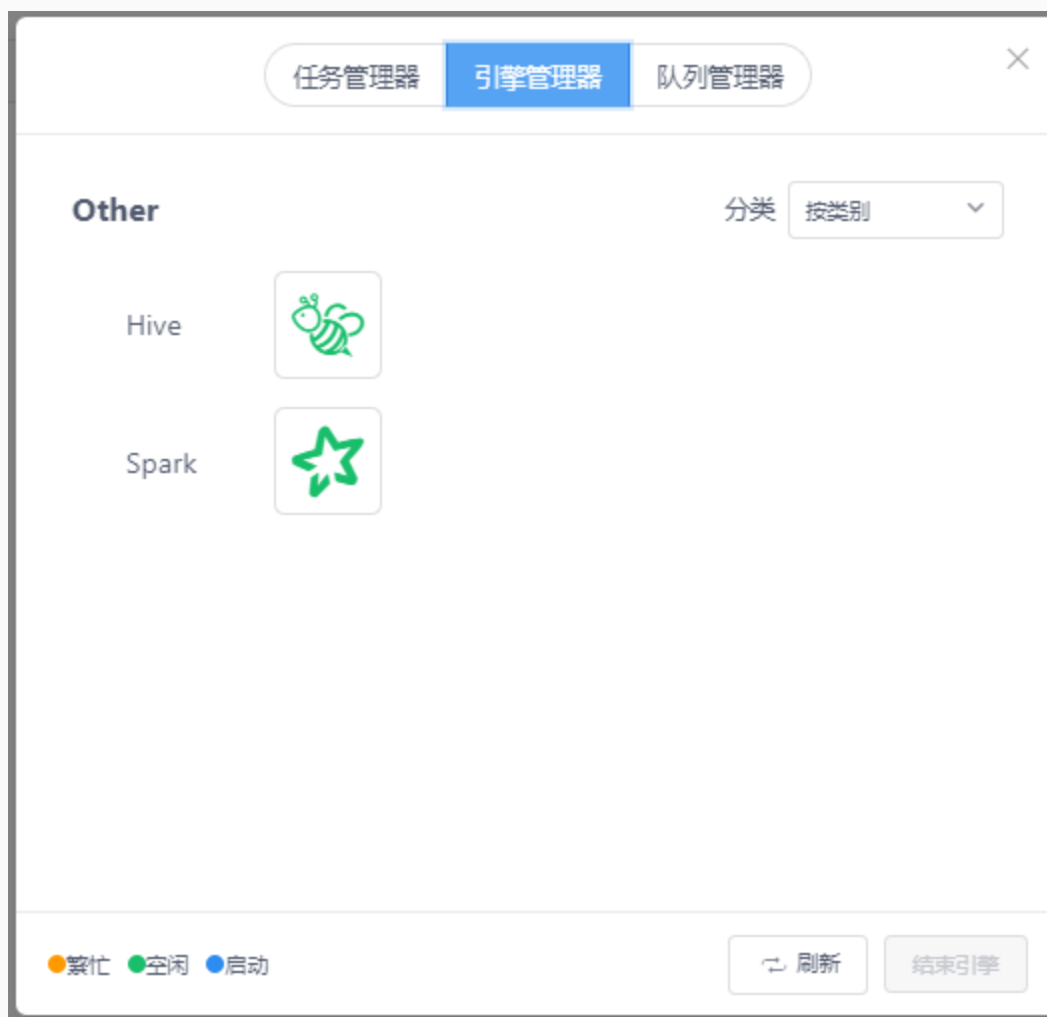 任务管理器 引擎管理器 队列管理器
Other 分类 按类别
Hive
Spark
繁忙 空闲 启动 刷新 结束引擎